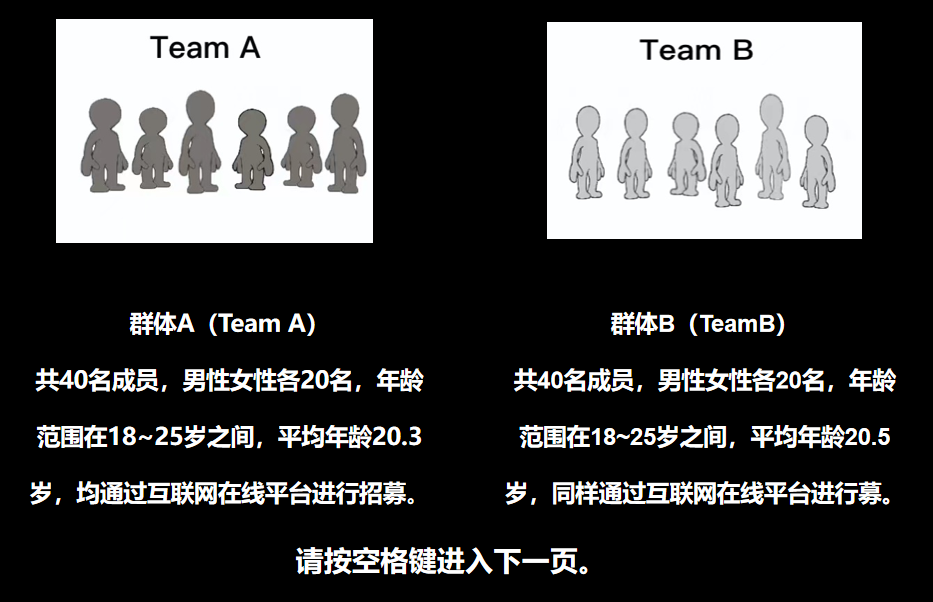 Team A
Team B
群体A（Team A）
共40名成员，男性女性各20名，年龄
范围在18~25岁之间，平均年龄20.3
岁，均通过互联网在线平台进行招募。
群体B（TeamB）
共40名成员，男性女性各20名，年龄
范围在18~25岁之间，平均年龄20.5
岁，同样通过互联网在线平台进行募。
请按空格键进入下一页。